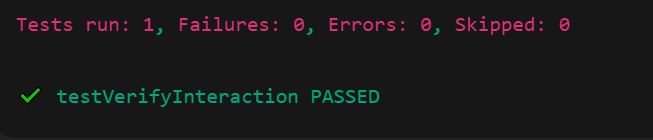 Tests run: 1, Failures: 0, Errors: 0, Skipped: 0
✓ testVerifyInteraction PASSED